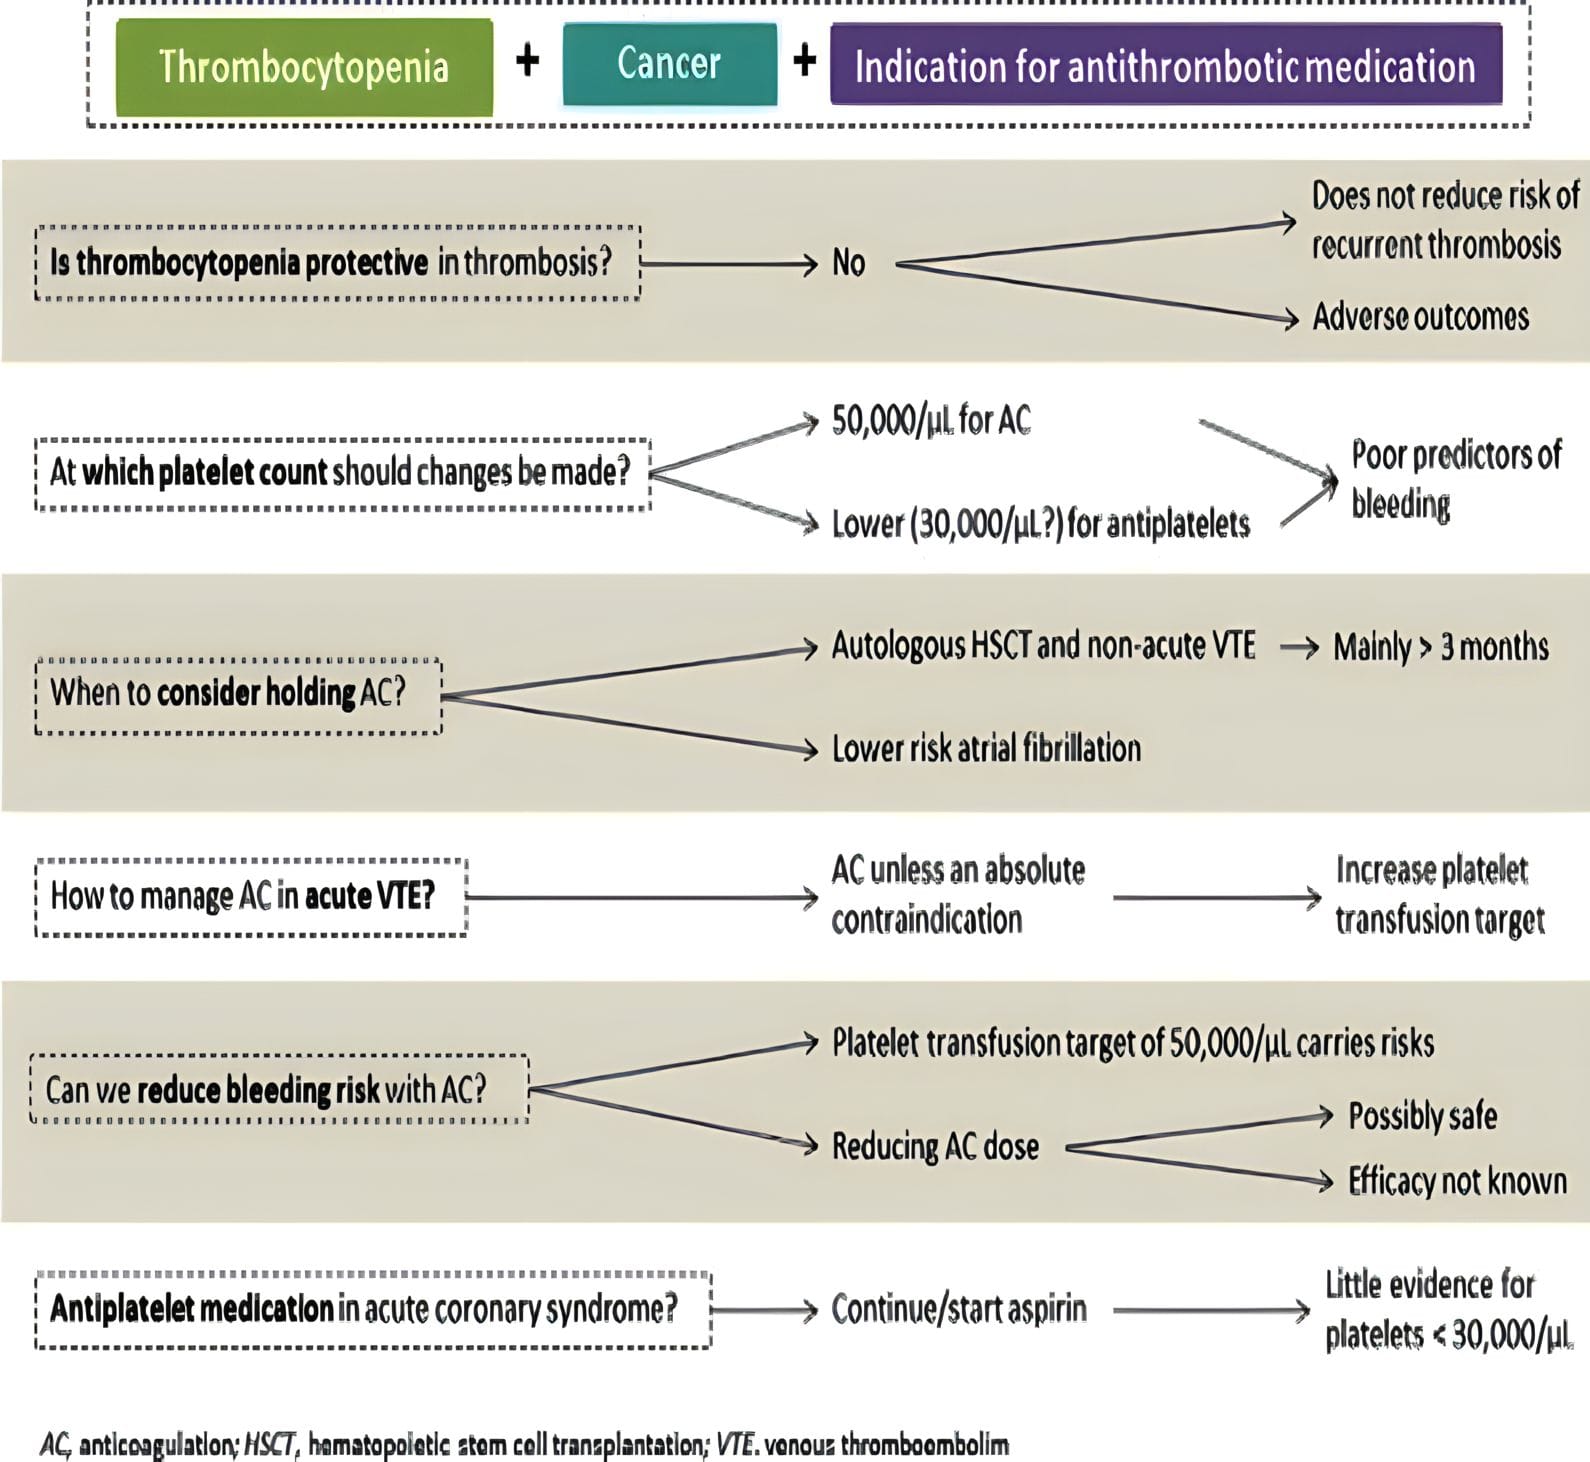 Thrombocytopenia + Cancer + Indication for antithrombotic medication
Is thrombocytopenia protective in thrombosis?
No
Does not reduce risk of
recurrent thrombosis
Adverse outcomes
At which platelet count should changes be made?
50,000/µL for AC
Lower (30,000/µL?) for antiplatelets
Poor predictors of
bleeding
When to consider holding AC?
Autologous HSCT and non-acute VTE
Mainly > 3 months
Lower risk atrial fibrillation
How to manage AC in acute VTE?
AC unless an absolute
contraindication
Increase platelet
transfusion target
Can we reduce bleeding risk with AC?
Platelet transfusion target of 50,000/µL carries risks
Reducing AC dose
Possibly safe
Efficacy not known
Antiplatelet medication in acute coronary syndrome?
Continue/start aspirin
Little evidence for
platelets < 30,000/µL
AC, anticoagulation; HSCT, hematopoietic stem cell transplantation; VTE. venous thromboembolim